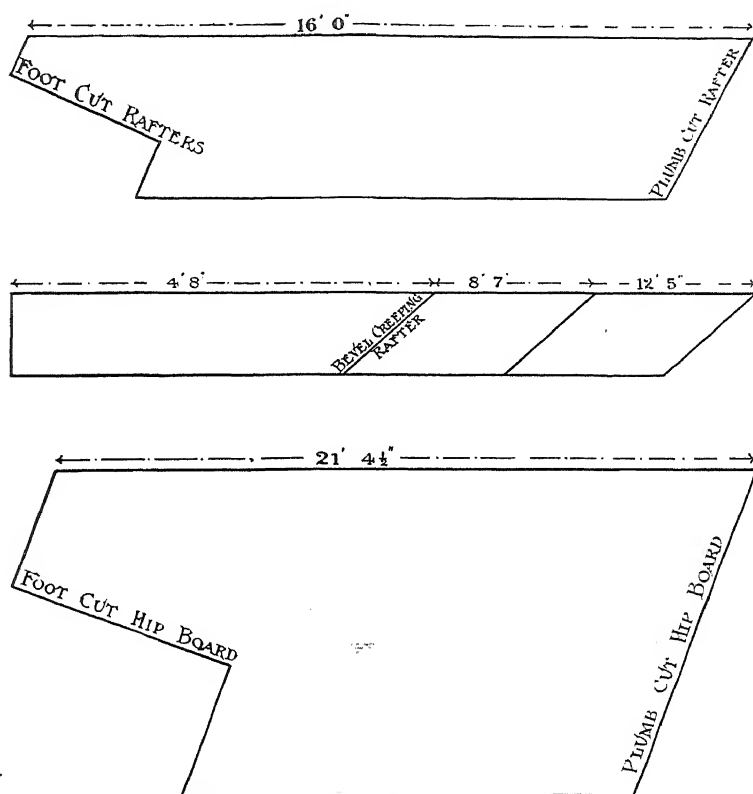 16' 0"
FOOT CUT RAFTERS
PLUMB CUT RAFTER
4' 8"
8' 7"
12' 5"
BEVEL CREEPING
RAFTER
21' 4½"
FOOT CUT HIP BOARD
PLUMB CUT HIP BOARD